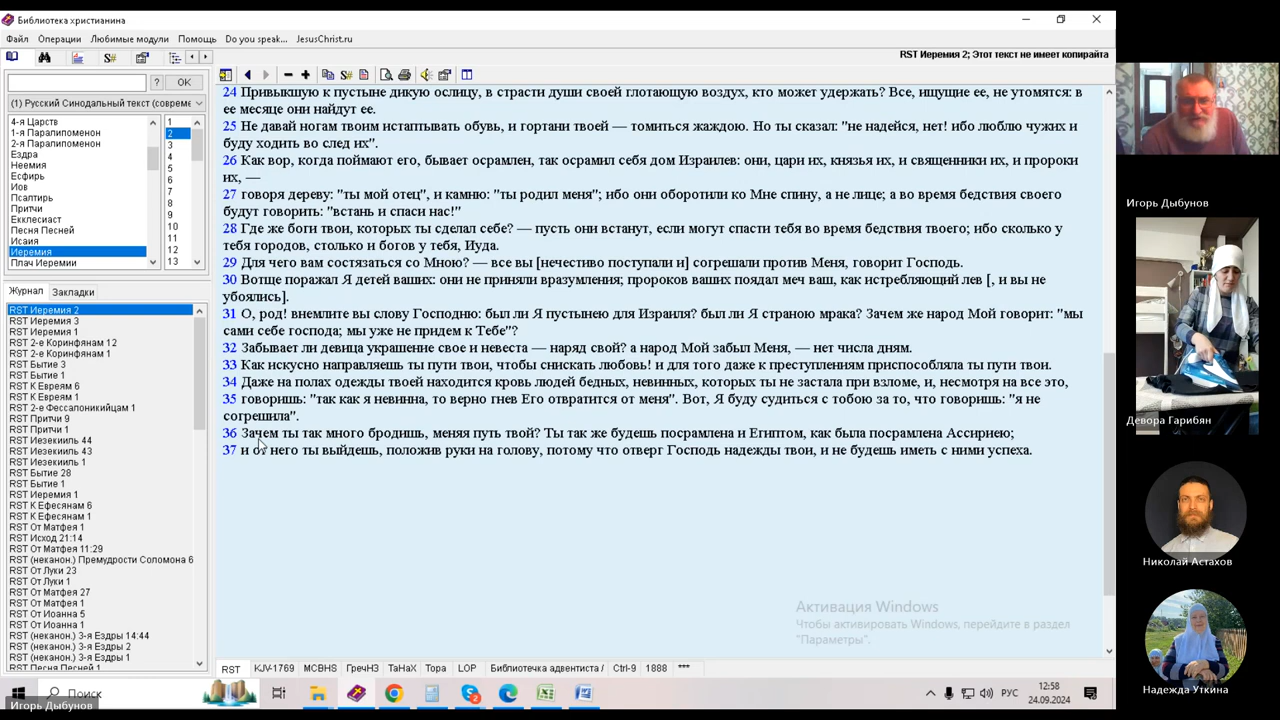 Библиотека христианина
Файл Операции Любимые модули Помощь Do you speak... JesusChrist.ru
RST Иеремия 2; Этот текст не имеет копирайта
? OK
(1) Русский Синодальный текст (совреме
4-я Царств
1-я Паралипоменон
2-я Паралипоменон
Ездра
Неемия
Есфирь
Иов
Псалтирь
Притчи
Екклесиаст
Песня Песней
Исаия
Иеремия
Плач Иеремии
1
2
3
4
5
6
7
8
9
10
11
12
13
Журнал Закладки
RST Иеремия 2
RST Иеремия 3
RST Иеремия 1
RST 2-е Коринфянам 12
RST 2-е Коринфянам 1
RST Бытие 3
RST Бытие 1
RST К Евреям 6
RST К Евреям 1
RST 2-е Фессалоникийцам 1
RST Притчи 9
RST Притчи 1
RST Иезекииль 44
RST Иезекииль 43
RST Иезекииль 1
RST Бытие 28
RST Бытие 1
RST Иеремия 1
RST К Ефесянам 6
RST К Ефесянам 1
RST От Матфея 1
RST Исход 21:14
RST От Матфея 11:29
RST (неканон.) Премудрости Соломона 6
RST От Луки 23
RST От Луки 1
RST От Матфея 27
RST От Матфея 1
RST От Иоанна 5
RST От Иоанна 1
RST (неканон.) 3-я Ездры 14:44
RST (неканон.) 3-я Ездры 2
RST (неканон.) 3-я Ездры 1
RST Песня Песней 1
24 Привыкшую к пустыне дикую ослицу, в страсти души своей глотающую воздух, кто может удержать? Все, ищущие ее, не утомятся: в
ее месяце они найдут ее.
25 Не давай ногам твоим истаптывать обувь, и гортани твоей — томиться жаждою. Но ты сказал: "не надейся, нет! ибо люблю чужих и
буду ходить во след их".
26 Как вор, когда поймают его, бывает осрамлен, так осрамил себя дом Израилев: они, цари их, князья их, и священники их, и пророки
их, —
27 говоря дереву: "ты мой отец", и камню: "ты родил меня"; ибо они оборотили ко Мне спину, а не лице; а во время бедствия своего
будут говорить: "встань и спаси нас!"
28 Где же боги твои, которых ты сделал себе? — пусть они встанут, если могут спасти тебя во время бедствия твоего; ибо сколько у
тебя городов, столько и богов у тебя, Иуда.
29 Для чего вам состязаться со Мною? — все вы [нечестиво поступали и] согрешали против Меня, говорит Господь.
30 Вотще поражал Я детей ваших: они не приняли вразумления; пророков ваших поядал меч ваш, как истребляющий лев [, и вы не
убоялись].
31 О, род! внемлите вы слову Господню: был ли Я пустынею для Израиля? был ли Я страною мрака? Зачем же народ Мой говорит: "мы
сами себе господа; мы уже не придем к Тебе"?
32 Забывает ли девица украшение свое и невеста — наряд свой? а народ Мой забыл Меня, — нет числа дням.
33 Как искусно направляешь ты пути твои, чтобы снискать любовь! и для того даже к преступлениям приспособляла ты пути твои.
34 Даже на полах одежды твоей находится кровь людей бедных, невинных, которых ты не застала при взломе, и, несмотря на все это,
35 говоришь: "так как я невинна, то верно гнев Его отвратится от меня". Вот, Я буду судиться с тобою за то, что говоришь: "я не
согрешила".
36 Зачем ты так много бродишь, меняя путь твой? Ты так же будешь посрамлена и Египтом, как была посрамлена Ассириею;
37 и от него ты выйдешь, положив руки на голову, потому что отверг Господь надежды твои, и не будешь иметь с ними успеха.
Активация Windows
Чтобы активировать Windows, перейдите в раздел
"Параметры".
RST KJV-1769 MCBHNS ГречНЗ ТаНаХ Тора LOP Библиотечка адвентиста / Ctrl-9 1888 ***
Поиск
РУС
12:58
24.09.2024
Игорь Дыбунов
Игорь Дыбунов
Девора Гарибян
Николай Астахов
Надежда Уткина